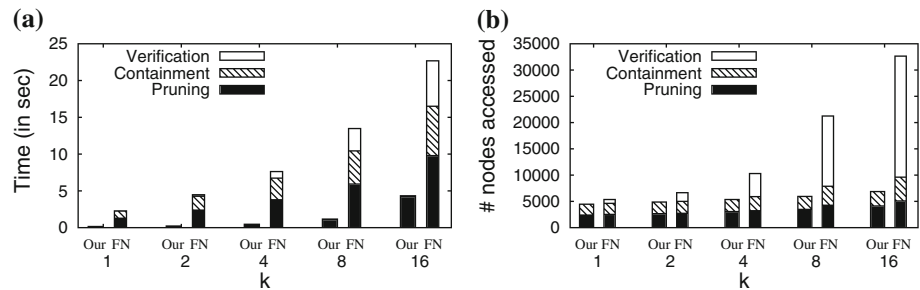 (a)
Time (in sec)
25
20
15
10
5
0
Verification
Containment
Pruning
Our FN Our FN Our FN Our FN Our FN
1 2 4 8 16
k
(b)
# nodes accessed
35000
30000
25000
20000
15000
10000
5000
0
Verification
Containment
Pruning
Our FN Our FN Our FN Our FN Our FN
1 2 4 8 16
k